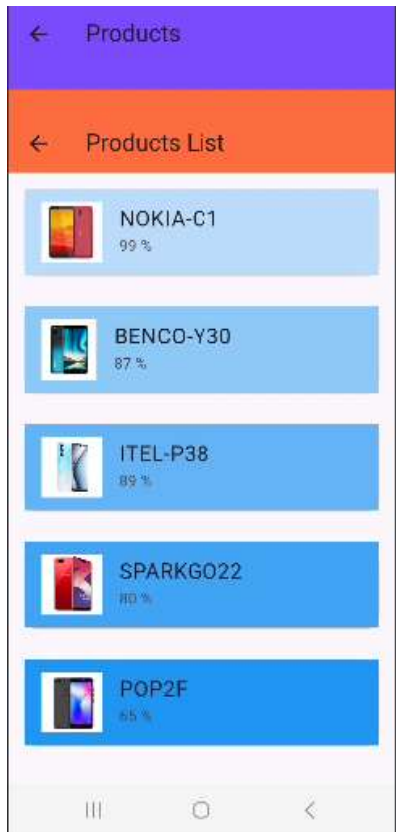 Products
Products List
NOKIA-C1
99 %
BENCO-Y30
87 %
ITEL-P38
89 %
SPARKGO22
80 %
POP2F
65 %